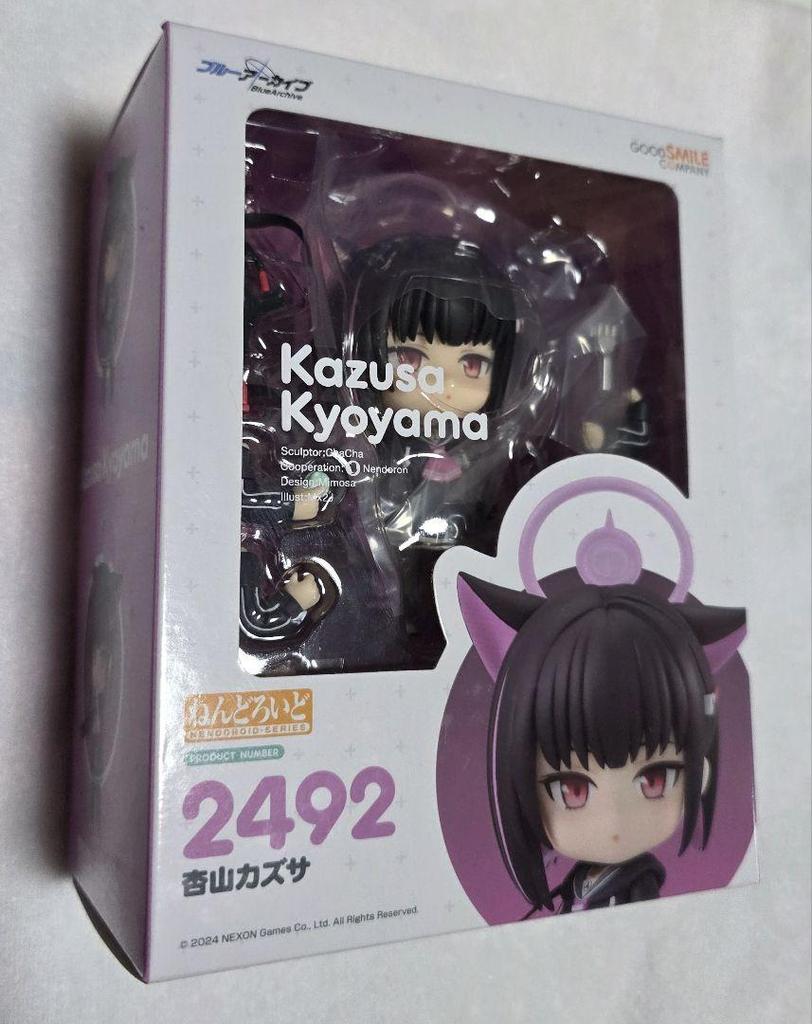 ブルーアーカイブ
BlueArchive
GOOD SMILE
COMPANY
Kazusa
Kyoyama
Sculptor:ChaCha
Cooperation: Nendoron
Design:Mimosa
ねんどろいど
NENDOROID-SERIES
PRODUCT NUMBER
2492
杏山カズサ
© 2024 NEXON Games Co., Ltd. All Rights Reserved.